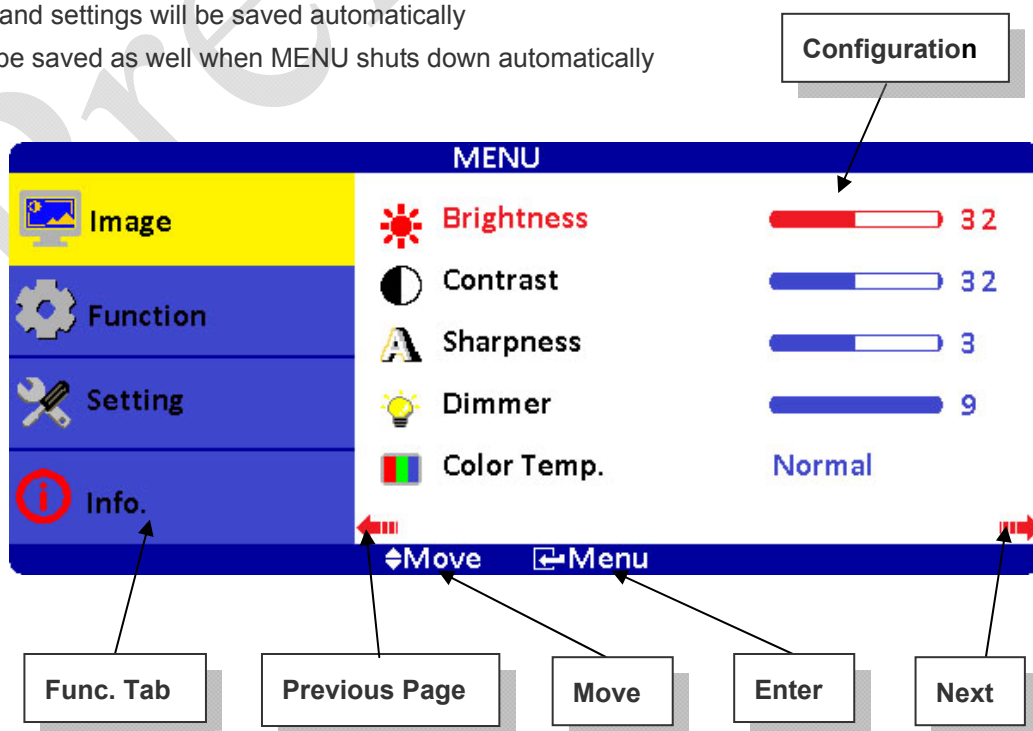 and settings will be saved automatically
be saved as well when MENU shuts down automatically
Configuration
MENU
Image
Function
Setting
Info.
Brightness 32
Contrast 32
Sharpness 3
Dimmer 9
Color Temp. Normal
Move Menu
Func. Tab
Previous Page
Move
Enter
Next